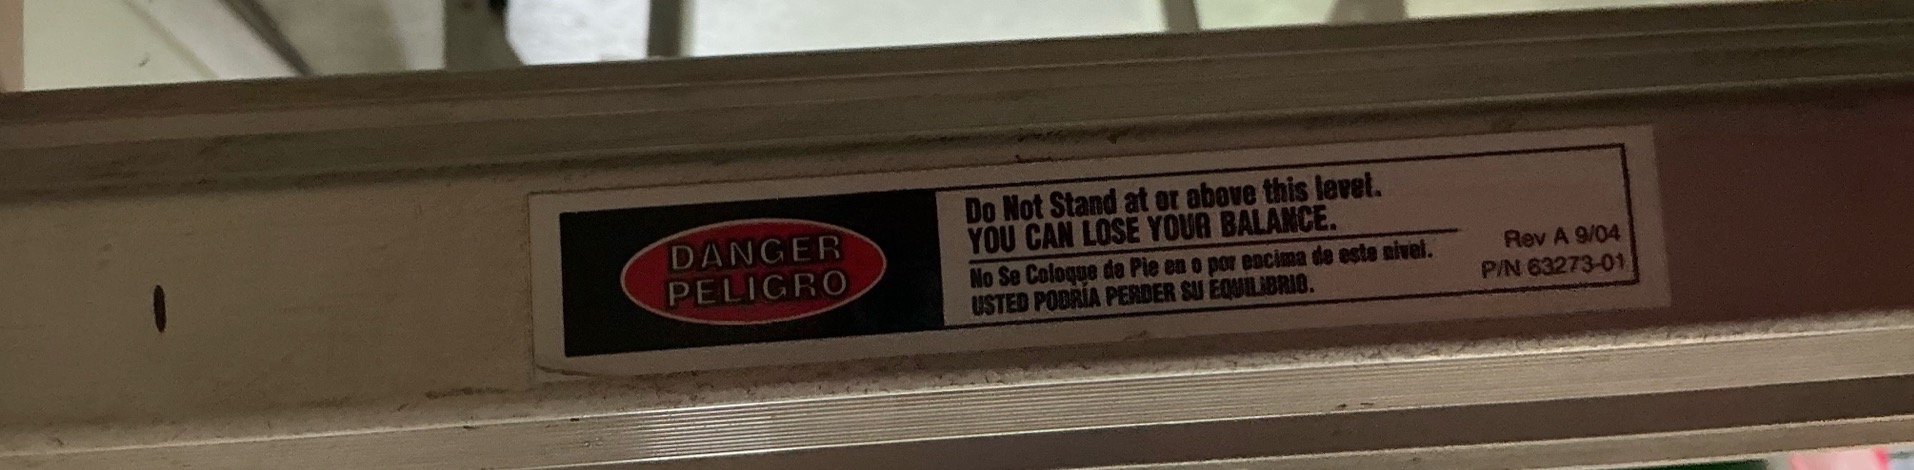 DANGER
PELIGRO
Do Not Stand at or above this level.
YOU CAN LOSE YOUR BALANCE.
No Se Coloque de Pie en o por encima de este nivel.
USTED PODRÍA PERDER SU EQUILIBRIO.
Rev A 9/04
P/N 63273-01